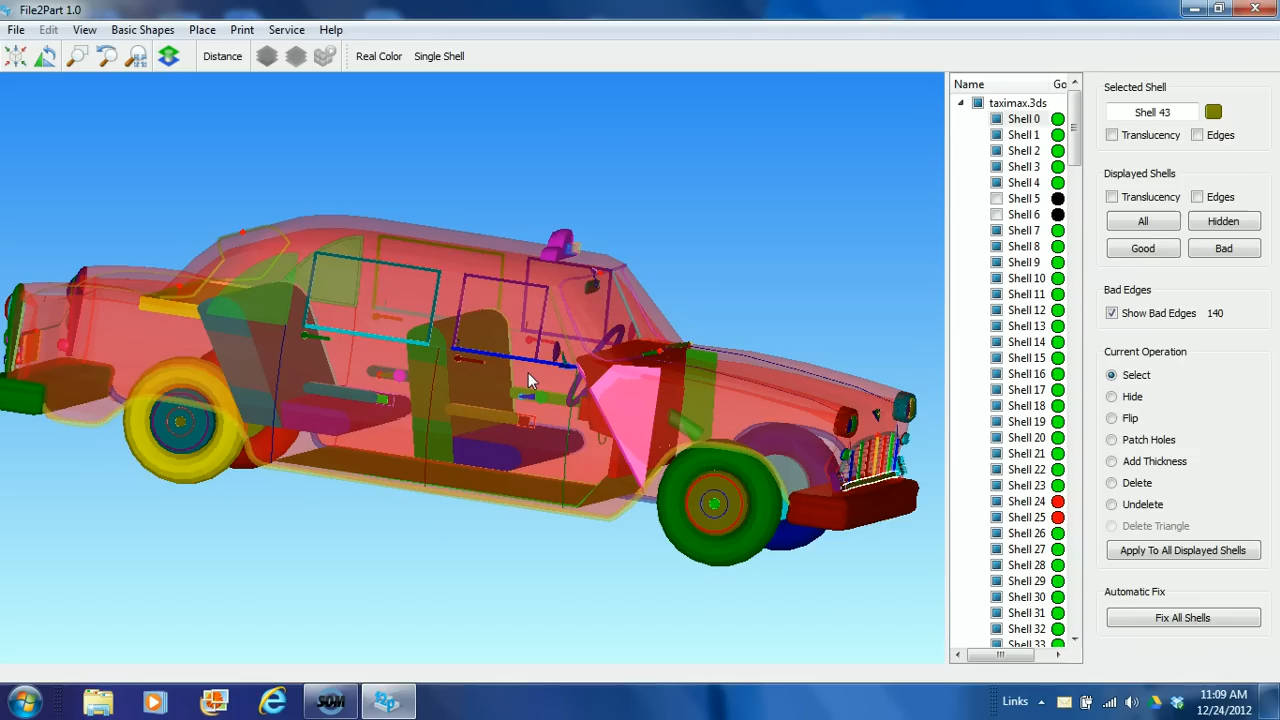 File2Part 1.0
File Edit View Basic Shapes Place Print Service Help
Distance Real Color Single Shell
Name Go
taximax.3ds
Shell 0
Shell 1
Shell 2
Shell 3
Shell 4
Shell 5
Shell 6
Shell 7
Shell 8
Shell 9
Shell 10
Shell 11
Shell 12
Shell 13
Shell 14
Shell 15
Shell 16
Shell 17
Shell 18
Shell 19
Shell 20
Shell 21
Shell 22
Shell 23
Shell 24
Shell 25
Shell 26
Shell 27
Shell 28
Shell 29
Shell 30
Shell 31
Shell 32
Shell 33
Selected Shell
Shell 43
Translucency Edges
Displayed Shells
Translucency Edges
All Hidden
Good Bad
Bad Edges
Show Bad Edges 140
Current Operation
Select
Hide
Flip
Patch Holes
Add Thickness
Delete
Undelete
Delete Triangle
Apply To All Displayed Shells
Automatic Fix
Fix All Shells
SDM
Links
11:09 AM
12/24/2012